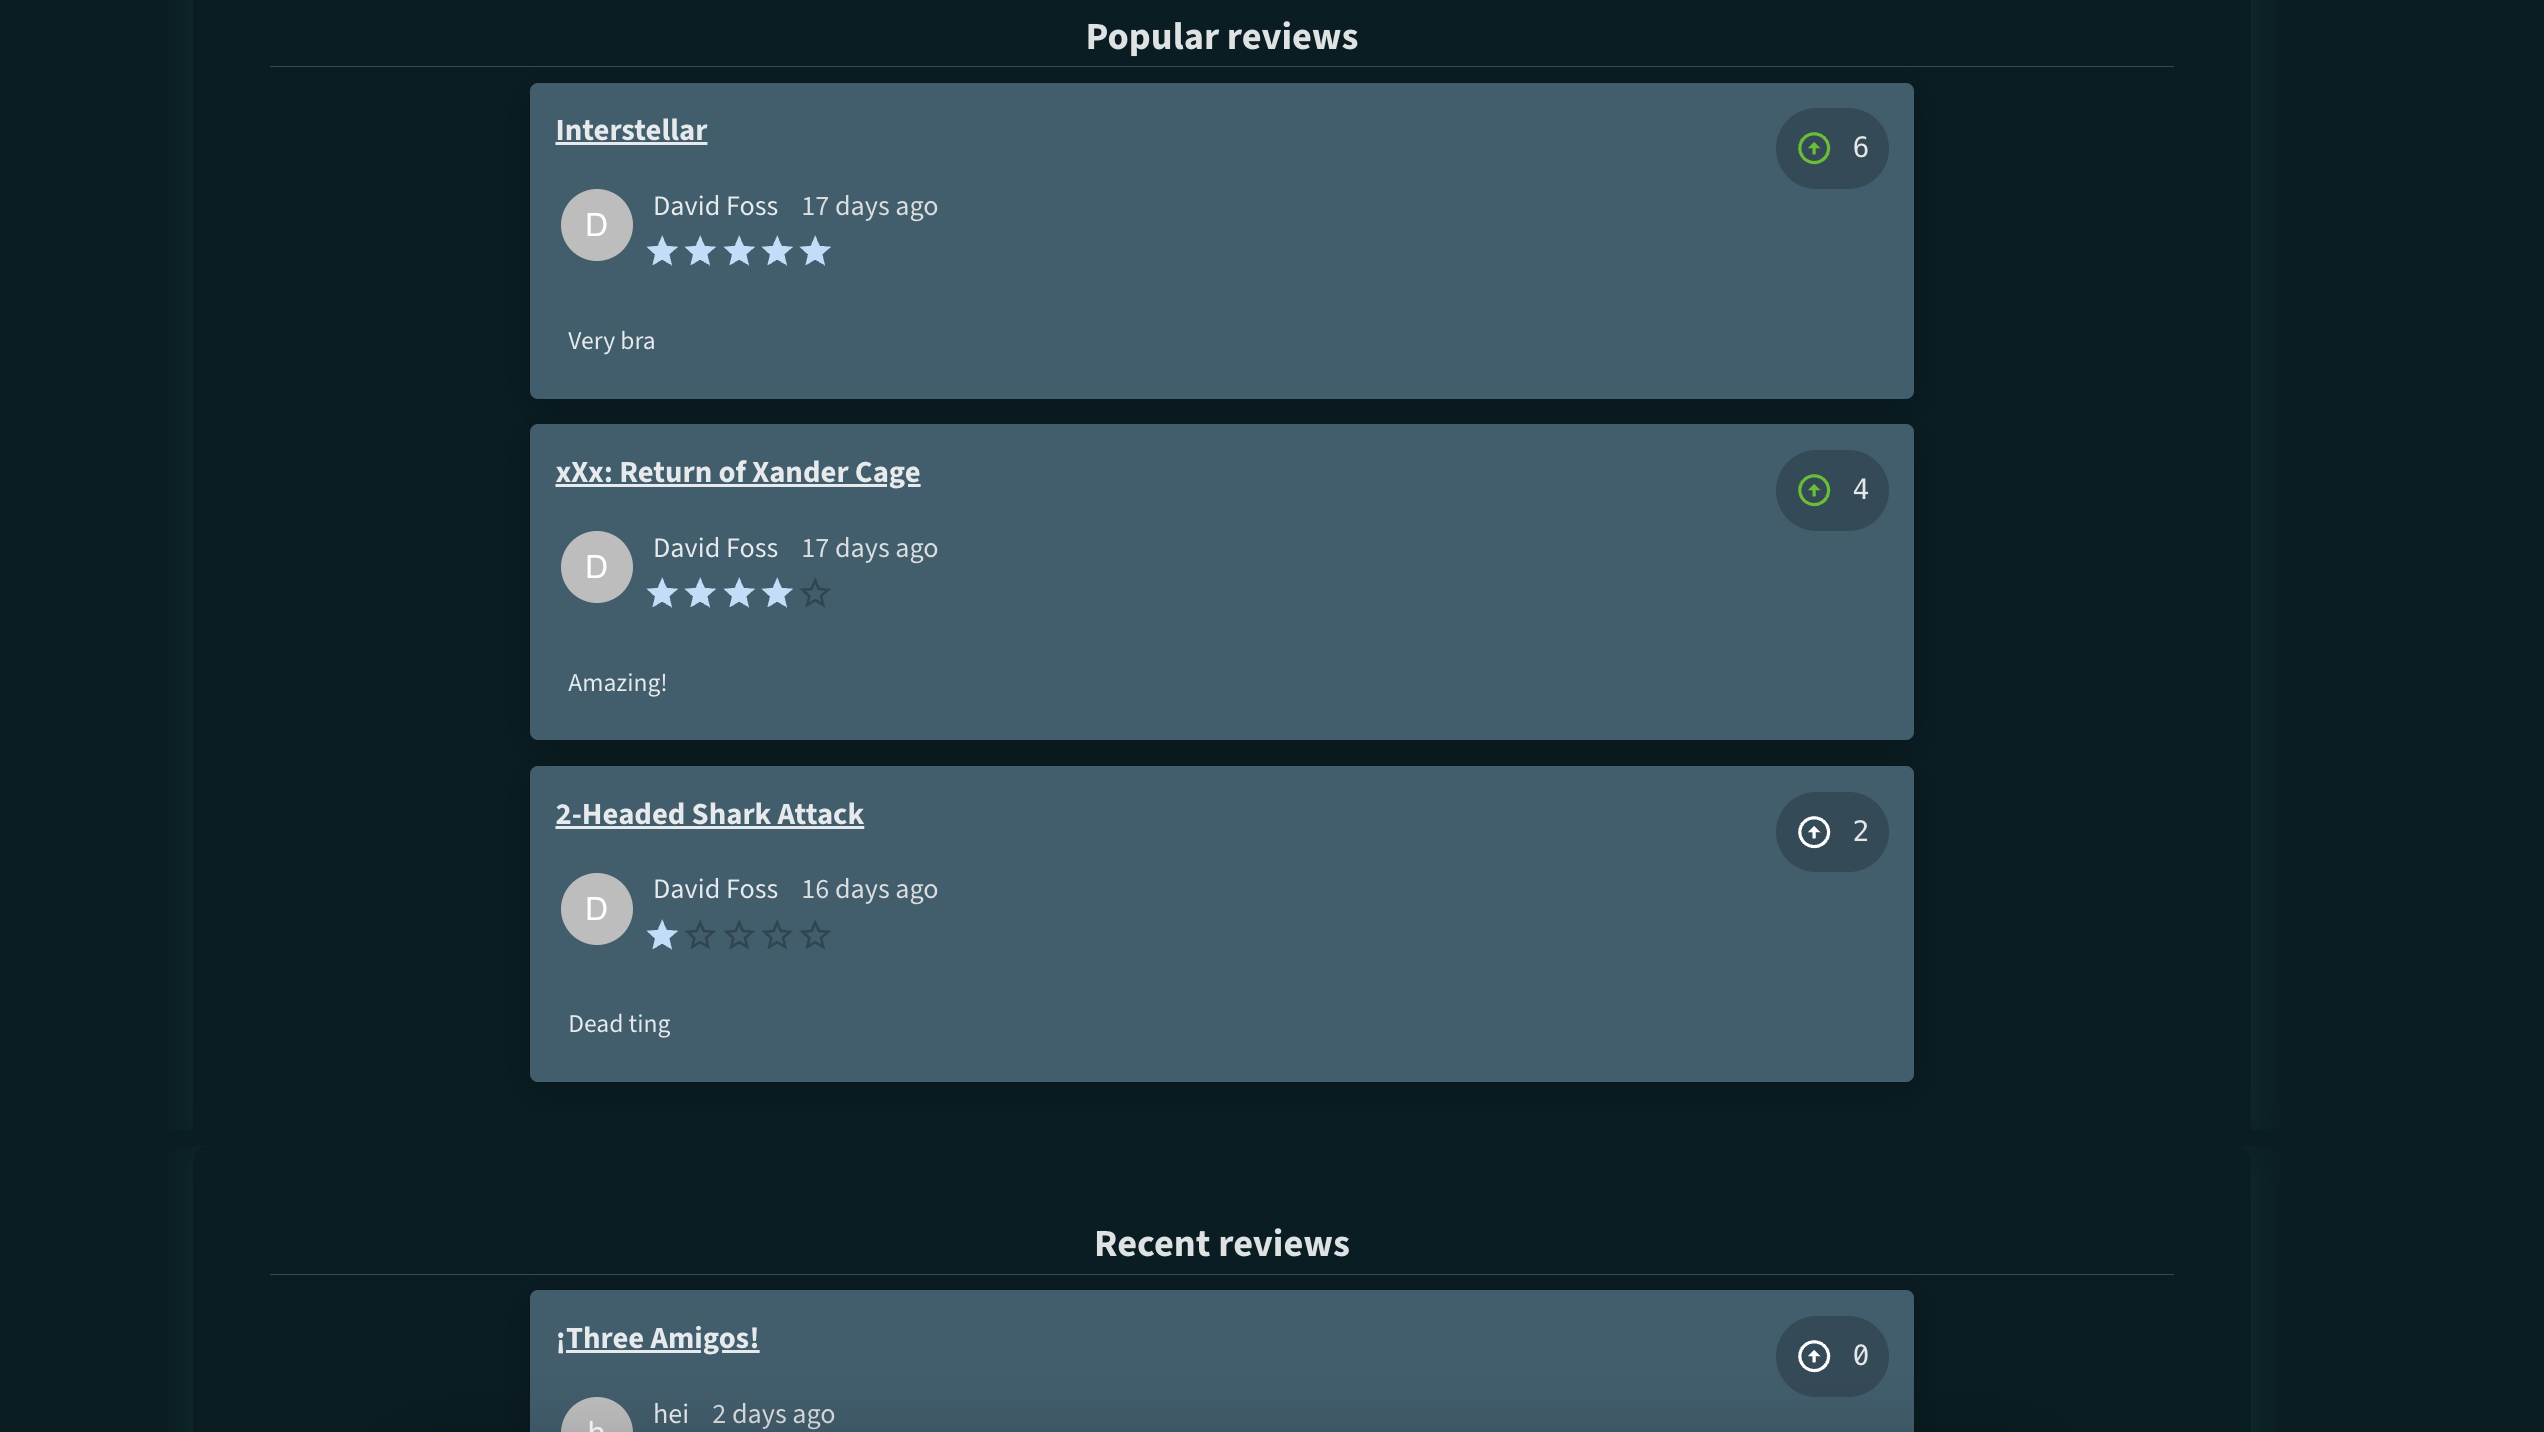 Popular reviews
Interstellar
6
D
David Foss 17 days ago
Very bra
xXx: Return of Xander Cage
4
D
David Foss 17 days ago
Amazing!
2-Headed Shark Attack
2
D
David Foss 16 days ago
Dead ting
Recent reviews
¡Three Amigos!
0
h
hei 2 days ago